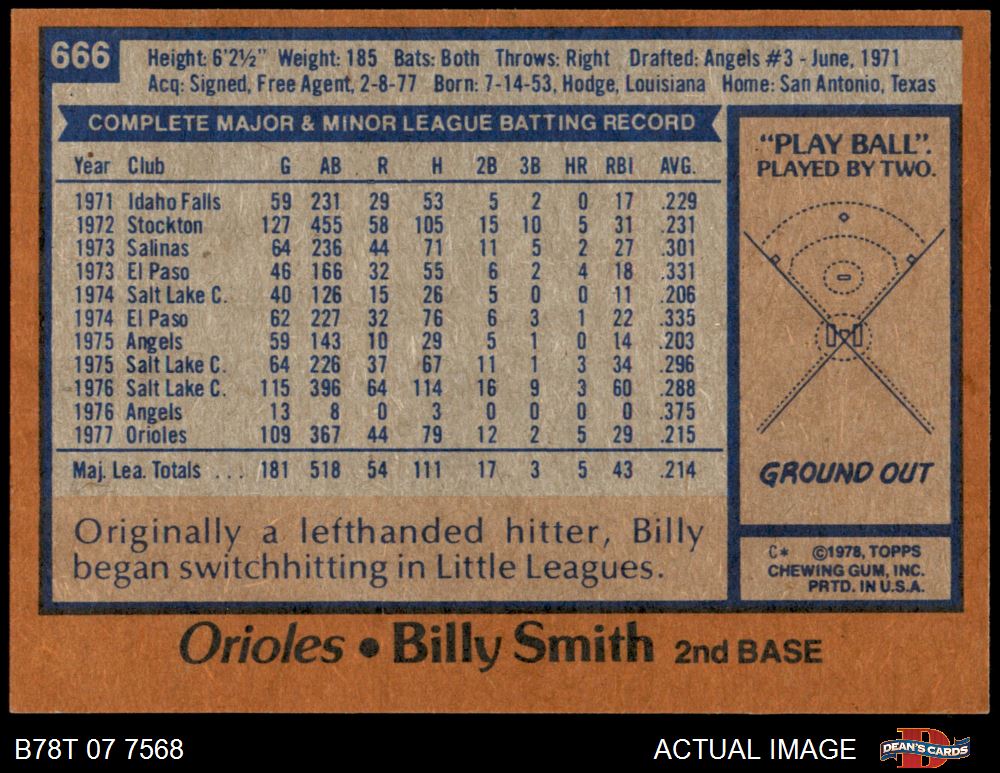 666
Height: 6'2½" Weight: 185 Bats: Both Throws: Right Drafted: Angels #3 - June, 1971
Acq: Signed, Free Agent, 2-8-77 Born: 7-14-53, Hodge, Louisiana Home: San Antonio, Texas
COMPLETE MAJOR & MINOR LEAGUE BATTING RECORD
Year Club G AB R H 2B 3B HR RBI AVG.
1971 Idaho Falls 59 231 29 53 5 2 0 17 .229
1972 Stockton 127 455 58 105 15 10 5 31 .231
1973 Salinas 64 236 44 71 11 5 2 27 .301
1973 El Paso 46 166 32 55 6 2 4 18 .331
1974 Salt Lake C. 40 126 15 26 5 0 0 11 .206
1974 El Paso 62 227 32 76 6 3 1 22 .335
1975 Angels 59 143 10 29 5 1 0 14 .203
1975 Salt Lake C. 64 226 37 67 11 1 3 34 .296
1976 Salt Lake C. 115 396 64 114 16 9 3 60 .288
1976 Angels 13 8 0 3 0 0 0 0 .375
1977 Orioles 109 367 44 79 12 2 5 29 .215
Maj. Lea. Totals ... 181 518 54 111 17 3 5 43 .214
Originally a lefthanded hitter, Billy
began switchhitting in Little Leagues.
"PLAY BALL".
PLAYED BY TWO.
GROUND OUT
C* ©1978, TOPPS
CHEWING GUM, INC.
PRTD. IN U.S.A.
Orioles • Billy Smith 2nd BASE
B78T 07 7568
ACTUAL IMAGE
DEAN'S CARDS